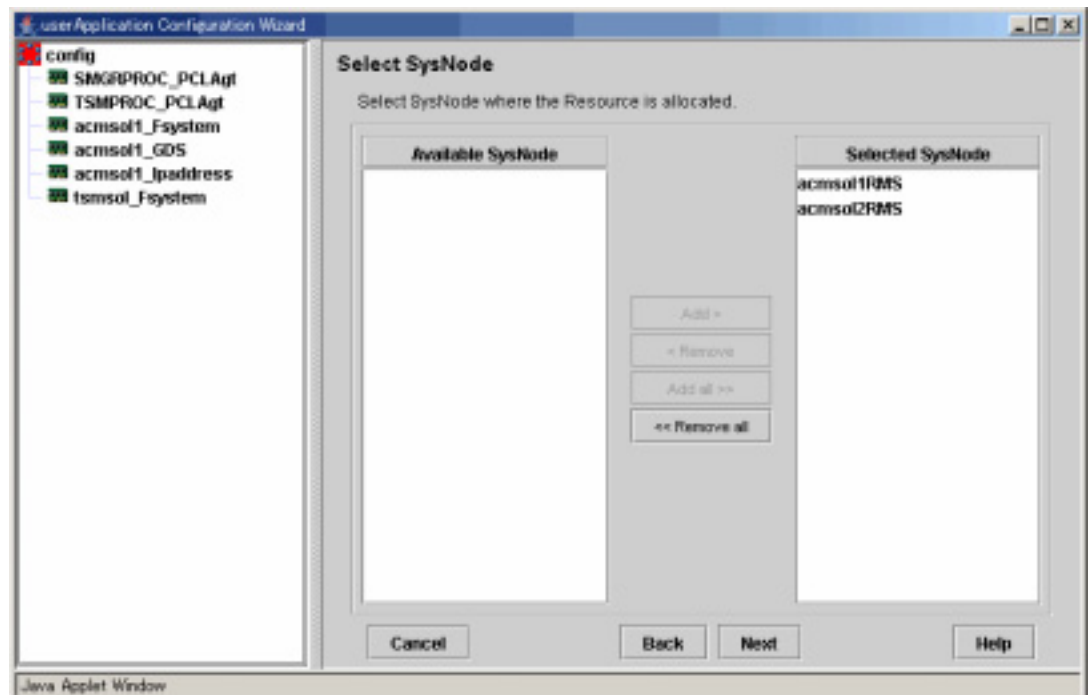 userApplication Configuration Wizard
config
SMGRPROC_PCLAgt
TSMPROC_PCLAgt
acmsol1_Fsystem
acmsol1_GDS
acmsol1_Ipaddress
tsmsol_Fsystem
Select SysNode
Select SysNode where the Resource is allocated.
Available SysNode
Selected SysNode
acmsol1RMS
acmsol2RMS
Add >
< Remove
Add all >>
<< Remove all
Cancel
Back
Next
Help
Java Applet Window